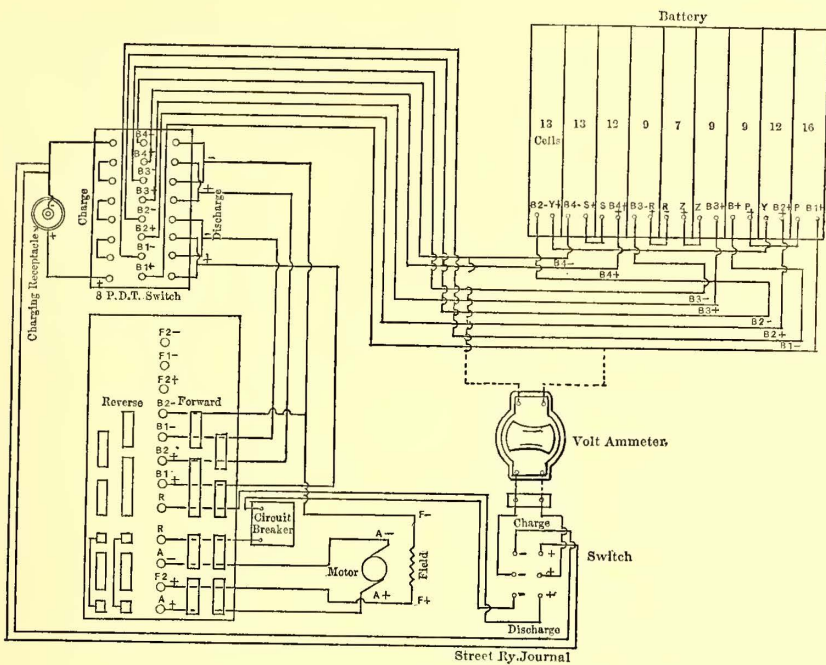 Battery
13 13 12 9 7 9 9 12 16
Cells
B2- Y+ B4- S+ S B4+ B3- R R Z Z B3+ B+ P Y B2+ P B1+
B4-
B4+
B3-
B3+
B2-
B2+
B1-
B4-
B4
B3-
B3+
B2-
B2+
B1-
B1+
Charge
Discharge
- + - +
Charging Receptacle
- +
+
8 P.D.T. Switch
F2-
F1-
F2+
Reverse
Forward
B2-
B1-
B2+
B1+
R
R
A-
F2+
A+
Circuit
Breaker
Motor
A-
A+
F-
Field
F+
Volt Ammeter.
Charge
Switch
- +
- +
- +
Discharge
Street Ry. Journal